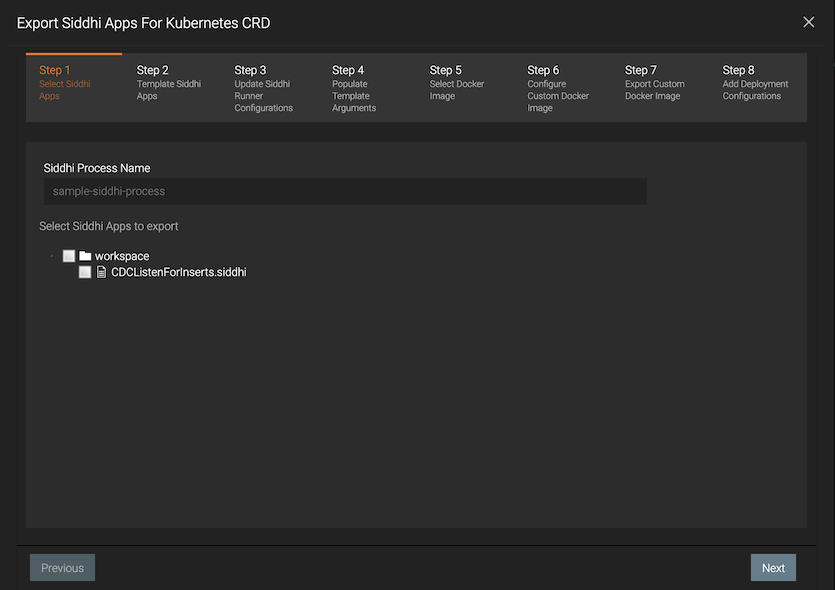 Export Siddhi Apps For Kubernetes CRD
Step 1
Select Siddhi
Apps
Step 2
Template Siddhi
Apps
Step 3
Update Siddhi
Runner
Configurations
Step 4
Populate
Template
Arguments
Step 5
Select Docker
Image
Step 6
Configure
Custom Docker
Image
Step 7
Export Custom
Docker Image
Step 8
Add Deployment
Configurations
Siddhi Process Name
sample-siddhi-process
Select Siddhi Apps to export
workspace
CDCListenForInserts.siddhi
Previous
Next